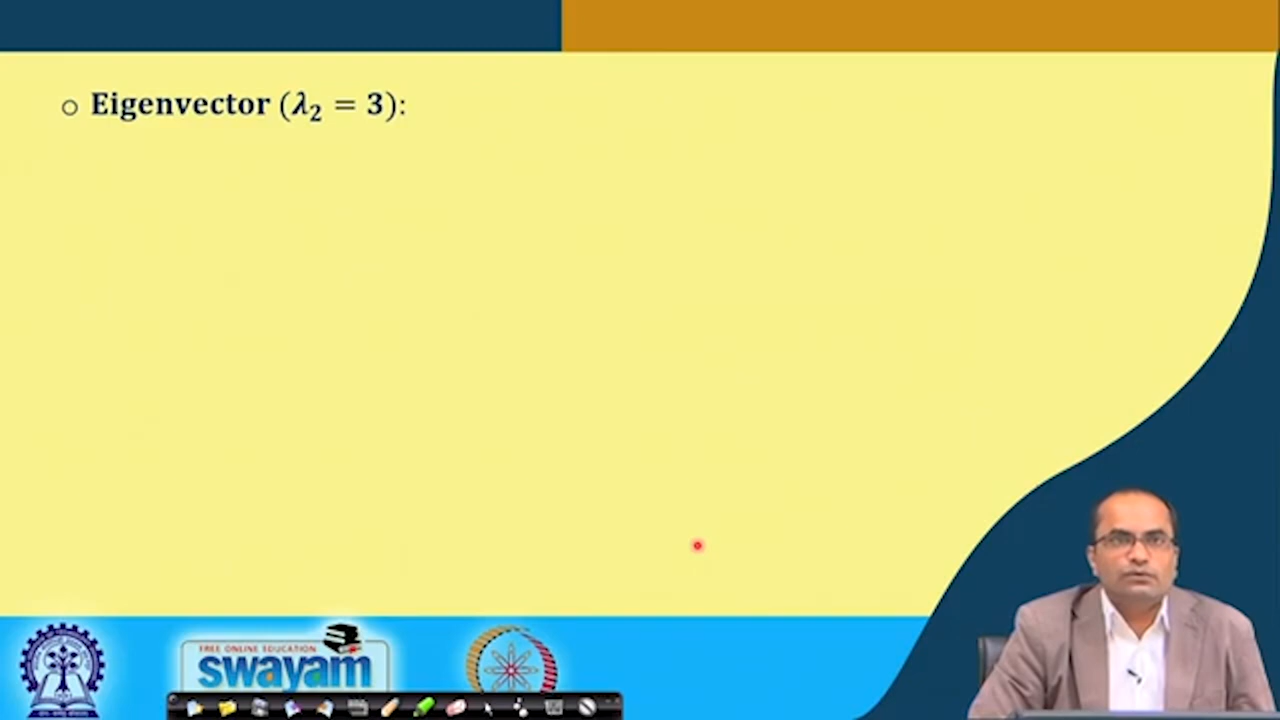 ○ Eigenvector (λ₂ = 3):
FREE ONLINE EDUCATION
swayam